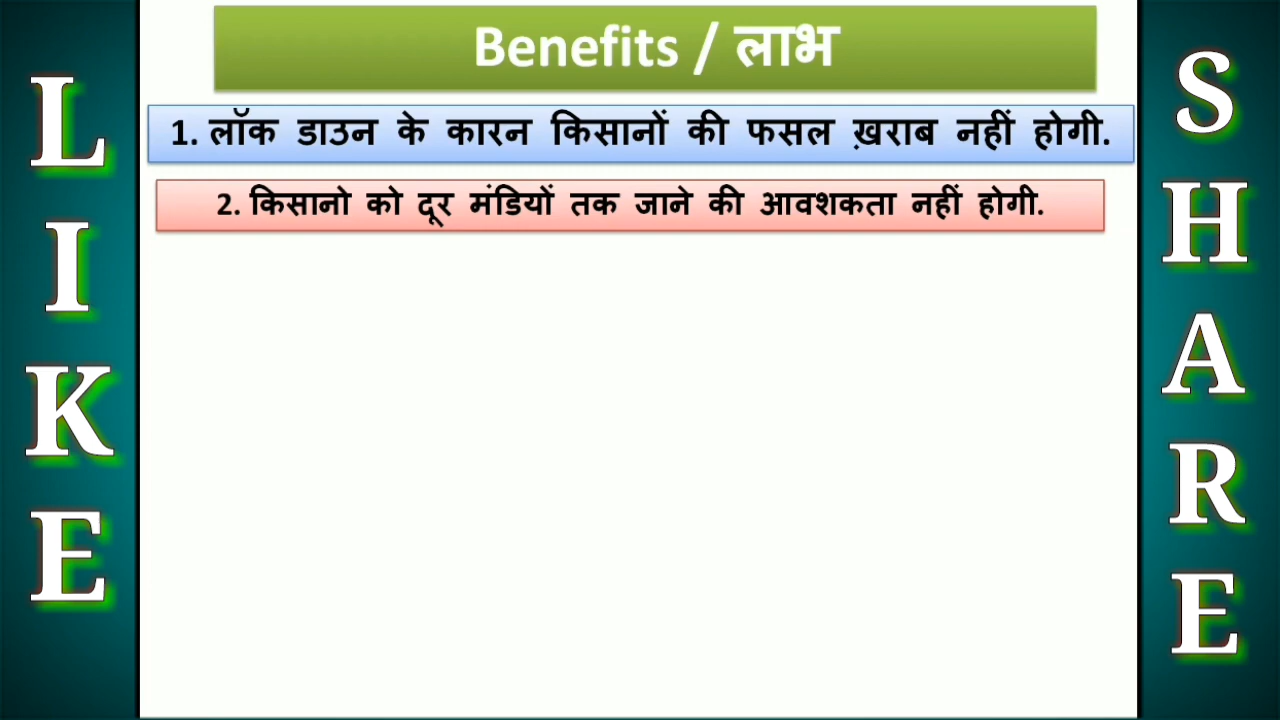 Benefits / लाभ
1. लॉक डाउन के कारन किसानों की फसल ख़राब नहीं होगी.
2. किसानो को दूर मंडियों तक जाने की आवशकता नहीं होगी.
LIKE
SHARE